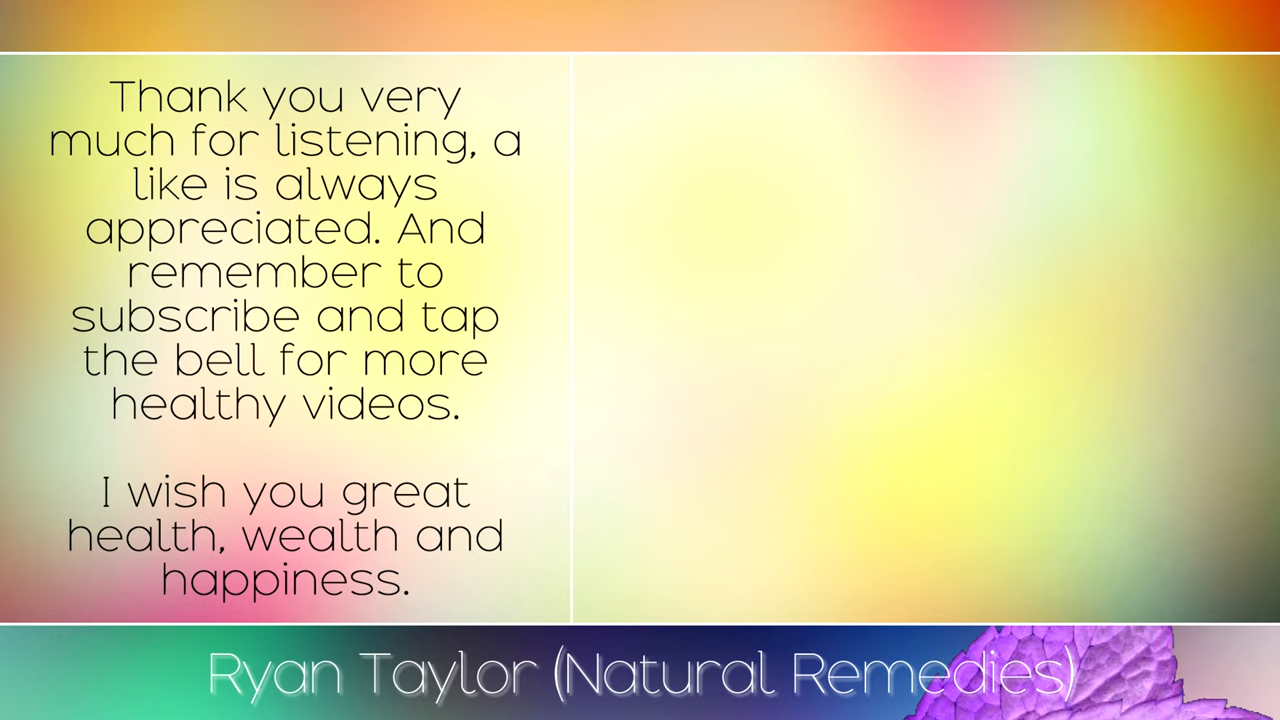 Thank you very
much for listening, a
like is always
appreciated. And
remember to
subscribe and tap
the bell for more
healthy videos.
I wish you great
health, wealth and
happiness.
Ryan Taylor (Natural Remedies)